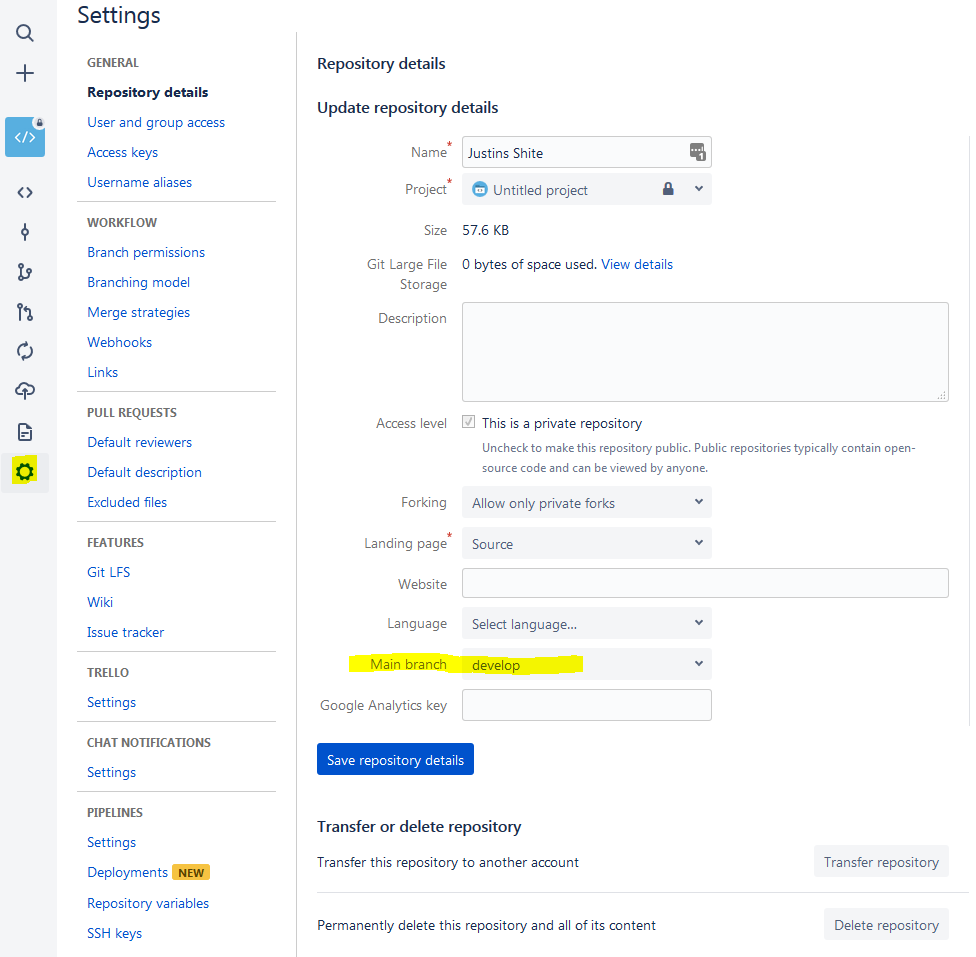 Settings
GENERAL
Repository details
User and group access
Access keys
Username aliases
WORKFLOW
Branch permissions
Branching model
Merge strategies
Webhooks
Links
PULL REQUESTS
Default reviewers
Default description
Excluded files
FEATURES
Git LFS
Wiki
Issue tracker
TRELLO
Settings
CHAT NOTIFICATIONS
Settings
PIPELINES
Settings
Deployments NEW
Repository variables
SSH keys
Repository details
Update repository details
Name* Justins Shite 1
Project* Untitled project
Size 57.6 KB
Git Large File 0 bytes of space used. View details
Storage
Description
Access level This is a private repository
Uncheck to make this repository public. Public repositories typically contain open-
source code and can be viewed by anyone.
Forking Allow only private forks
Landing page* Source
Website
Language Select language...
Main branch develop
Google Analytics key
Save repository details
Transfer or delete repository
Transfer this repository to another account Transfer repository
Permanently delete this repository and all of its content Delete repository